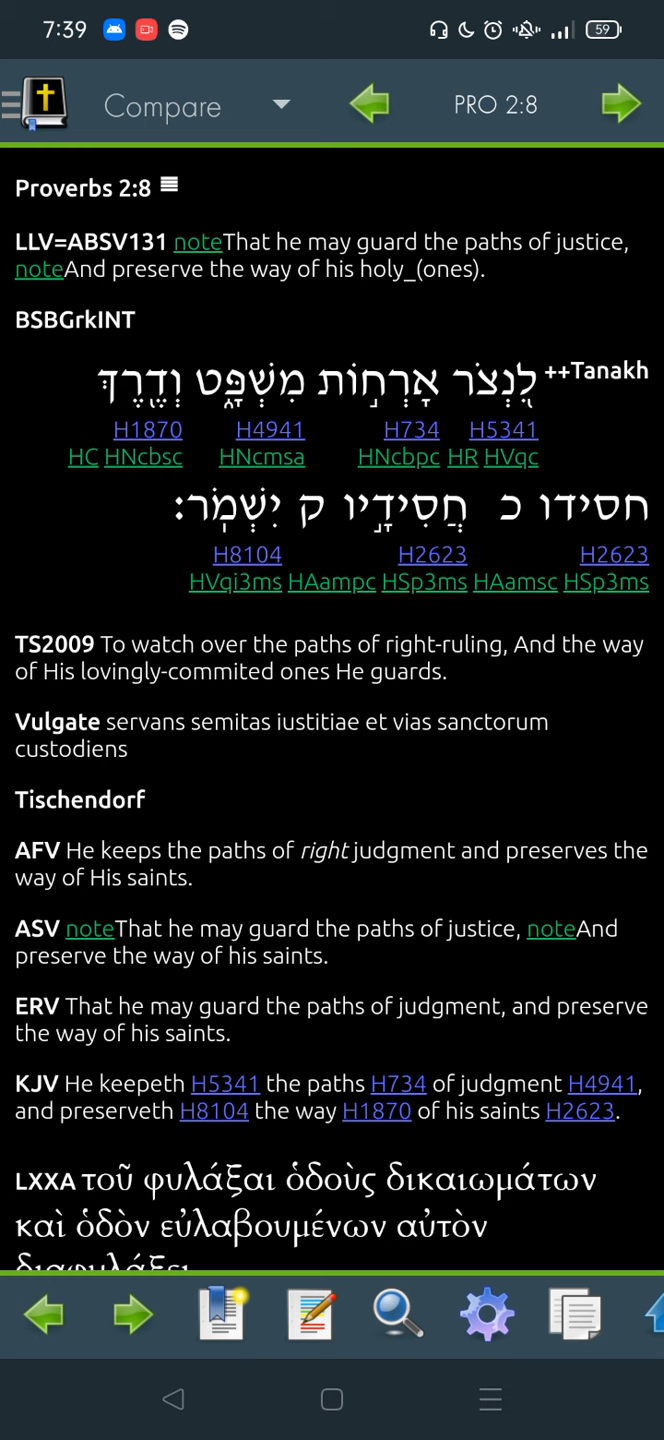 7:39
59
Compare
PRO 2:8
Proverbs 2:8
LLV=ABSV131 noteThat he may guard the paths of justice,
noteAnd preserve the way of his holy_(ones).
BSBGrkINT
++Tanakh לִ֭נְצֹר אָרְח֣וֹת מִשְׁפָּ֑ט וְדֶ֖רֶךְ
H1870 H4941 H734 H5341
HC HNcbsc HNcmsa HNcbpc HR HVqc
חסידו כ חֲסִידָ֣יו ק יִשְׁמֹֽר׃
H8104 H2623 H2623
HVqi3ms HAampc HSp3ms HAamsc HSp3ms
TS2009 To watch over the paths of right-ruling, And the way
of His lovingly-commited ones He guards.
Vulgate servans semitas iustitiae et vias sanctorum
custodiens
Tischendorf
AFV He keeps the paths of right judgment and preserves the
way of His saints.
ASV noteThat he may guard the paths of justice, noteAnd
preserve the way of his saints.
ERV That he may guard the paths of judgment, and preserve
the way of his saints.
KJV He keepeth H5341 the paths H734 of judgment H4941,
and preserveth H8104 the way H1870 of his saints H2623.
LXXA τοῦ φυλάξαι ὁδοὺς δικαιωμάτων
καὶ ὁδὸν εὐλαβουμένων αὐτὸν
διαφυλάξει